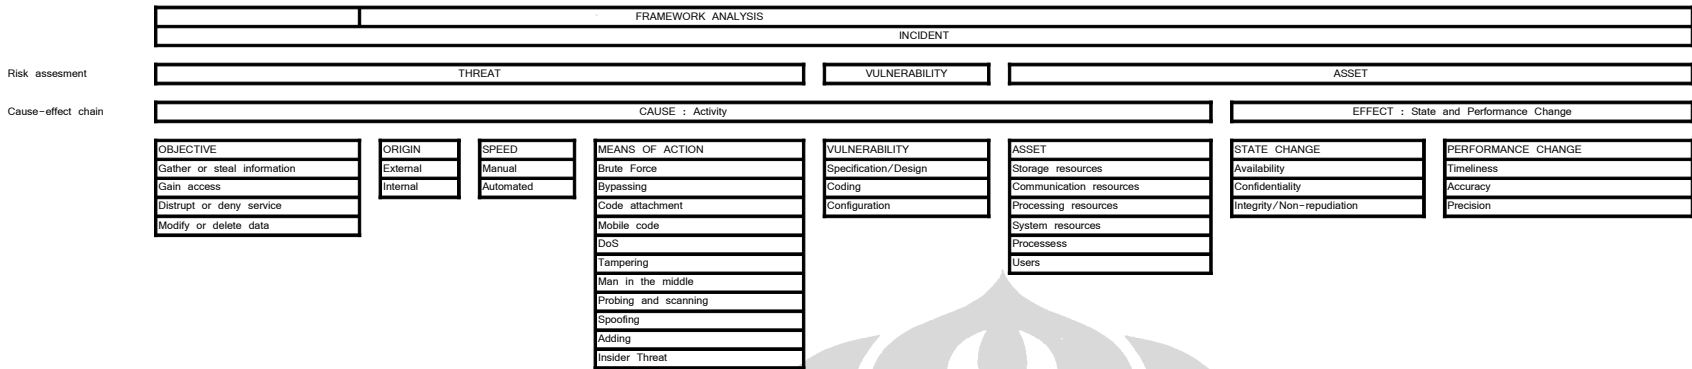 FRAMEWORK ANALYSIS
INCIDENT
Risk assesment THREAT VULNERABILITY ASSET
Cause-effect chain CAUSE : Activity EFFECT : State and Performance Change
OBJECTIVE ORIGIN SPEED MEANS OF ACTION VULNERABILITY ASSET STATE CHANGE PERFORMANCE CHANGE
Gather or steal information External Manual Brute Force Specification/Design Storage resources Availability Timeliness
Gain access Internal Automated Bypassing Coding Communication resources Confidentiality Accuracy
Distrupt or deny service Code attachment Configuration Processing resources Integrity/Non-repudiation Precision
Modify or delete data Mobile code System resources
DoS Processess
Tampering Users
Man in the middle
Probing and scanning
Spoofing
Adding
Insider Threat